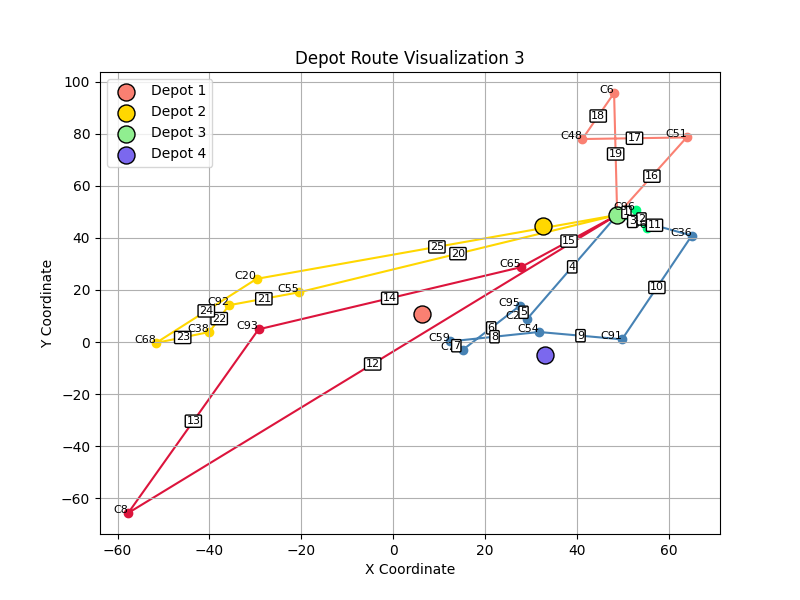 Depot Route Visualization 3
Depot 1
Depot 2
Depot 3
Depot 4
Y Coordinate
100
80
60
40
20
0
−20
−40
−60
−60
−40
−20
0
20
40
60
X Coordinate
C6
18
C48
17
C51
19
16
C86
11
C36
25
20
15
C65
4
C20
C55
21
10
C92
24
22
14
C95
5
C38
C93
C68
23
6
C54
C59
7
8
9
C91
12
13
C8